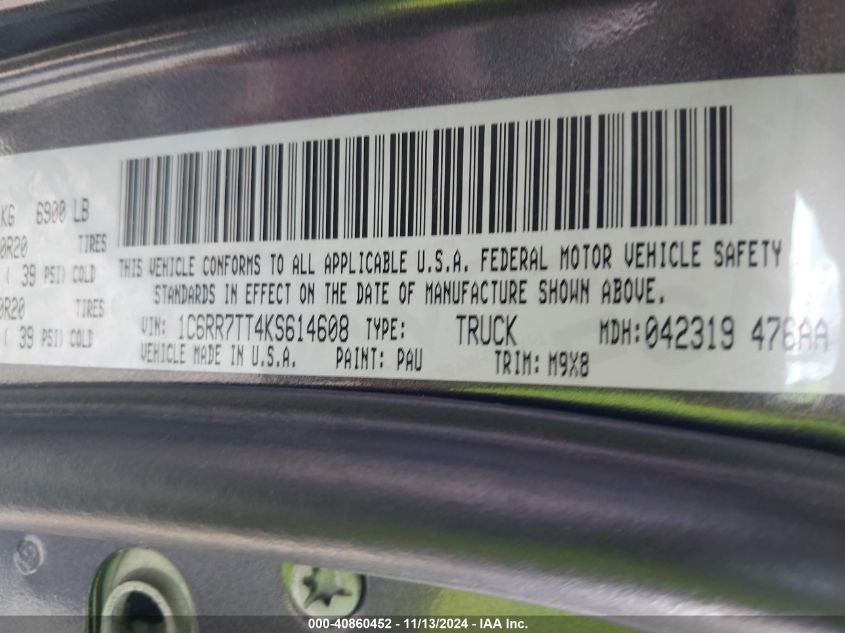 KG 6900 LB
0R20 TIRES
( 39 PSI) COLD
0R20 TIRES
( 39 PSI) COLD
THIS VEHICLE CONFORMS TO ALL APPLICABLE U.S.A. FEDERAL MOTOR VEHICLE SAFETY
STANDARDS IN EFFECT ON THE DATE OF MANUFACTURE SHOWN ABOVE.
VIN: 1C6RR7TT4KS614608 TYPE: TRUCK MDH:042319 476AA
VEHICLE MADE IN U.S.A. PAINT: PAU TRIM: M9X8
000-40860452 - 11/13/2024 - IAA Inc.